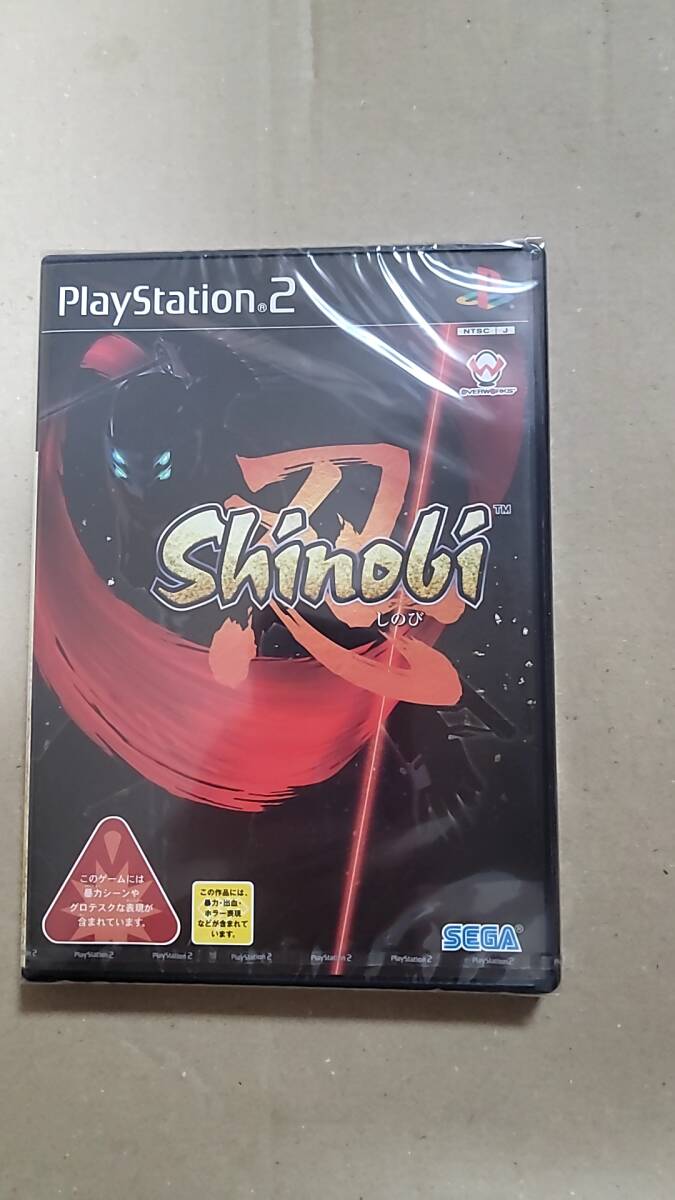 PlayStation®2
NTSC J
OVERWORKS
忍
Shinobi™
しのび
このゲームには
暴力シーンや
グロテスクな表現が
含まれています。
この作品には、
暴力・出血・
ホラー表現
などが含まれて
います。
SEGA®
PlayStation 2 PlayStation 2 PlayStation 2 PlayStation 2 PlayStation 2 PlayStation 2